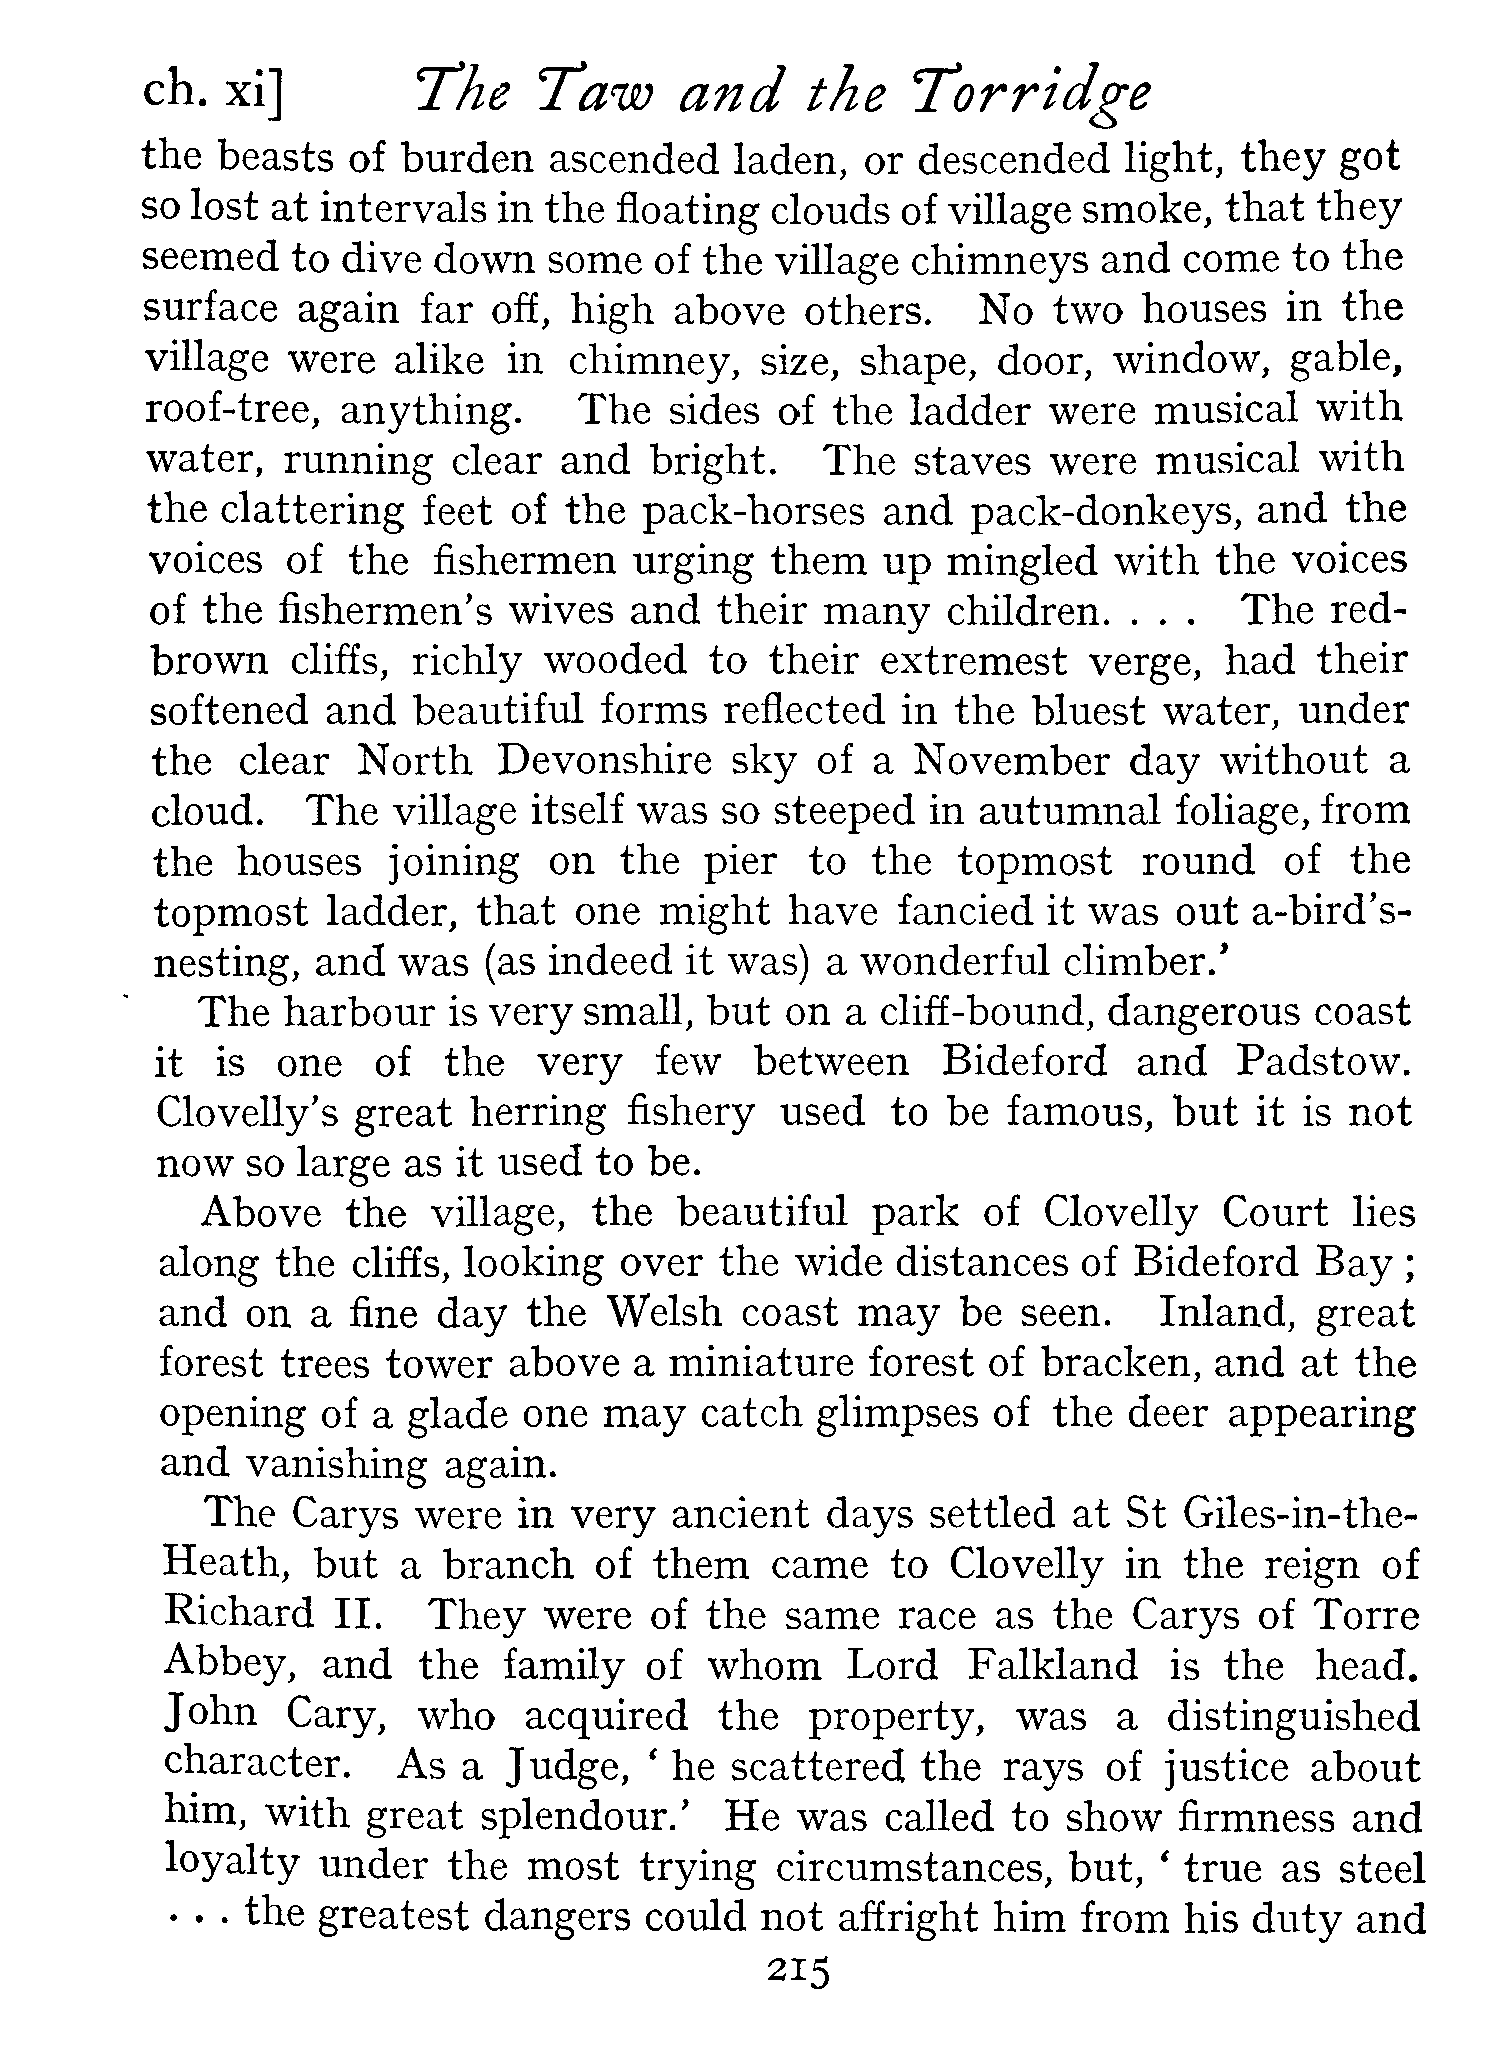 ch. xi] The Taw and the Torridge
the beasts of burden ascended laden, or descended light, they got
so lost at intervals in the floating clouds of village smoke, that they
seemed to dive down some of the village chimneys and come to the
surface again far off, high above others. No two houses in the
village were alike in chimney, size, shape, door, window, gable,
roof-tree, anything. The sides of the ladder were musical with
water, running clear and bright. The staves were musical with
the clattering feet of the pack-horses and pack-donkeys, and the
voices of the fishermen urging them up mingled with the voices
of the fishermen's wives and their many children. . . . The red-
brown cliffs, richly wooded to their extremest verge, had their
softened and beautiful forms reflected in the bluest water, under
the clear North Devonshire sky of a November day without a
cloud. The village itself was so steeped in autumnal foliage, from
the houses joining on the pier to the topmost round of the
topmost ladder, that one might have fancied it was out a-bird's-
nesting, and was (as indeed it was) a wonderful climber.'
The harbour is very small, but on a cliff-bound, dangerous coast
it is one of the very few between Bideford and Padstow.
Clovelly's great herring fishery used to be famous, but it is not
now so large as it used to be.
Above the village, the beautiful park of Clovelly Court lies
along the cliffs, looking over the wide distances of Bideford Bay ;
and on a fine day the Welsh coast may be seen. Inland, great
forest trees tower above a miniature forest of bracken, and at the
opening of a glade one may catch glimpses of the deer appearing
and vanishing again.
The Carys were in very ancient days settled at St Giles-in-the-
Heath, but a branch of them came to Clovelly in the reign of
Richard II. They were of the same race as the Carys of Torre
Abbey, and the family of whom Lord Falkland is the head.
John Cary, who acquired the property, was a distinguished
character. As a Judge, ' he scattered the rays of justice about
him, with great splendour.' He was called to show firmness and
loyalty under the most trying circumstances, but, ' true as steel
. . . the greatest dangers could not affright him from his duty and
215